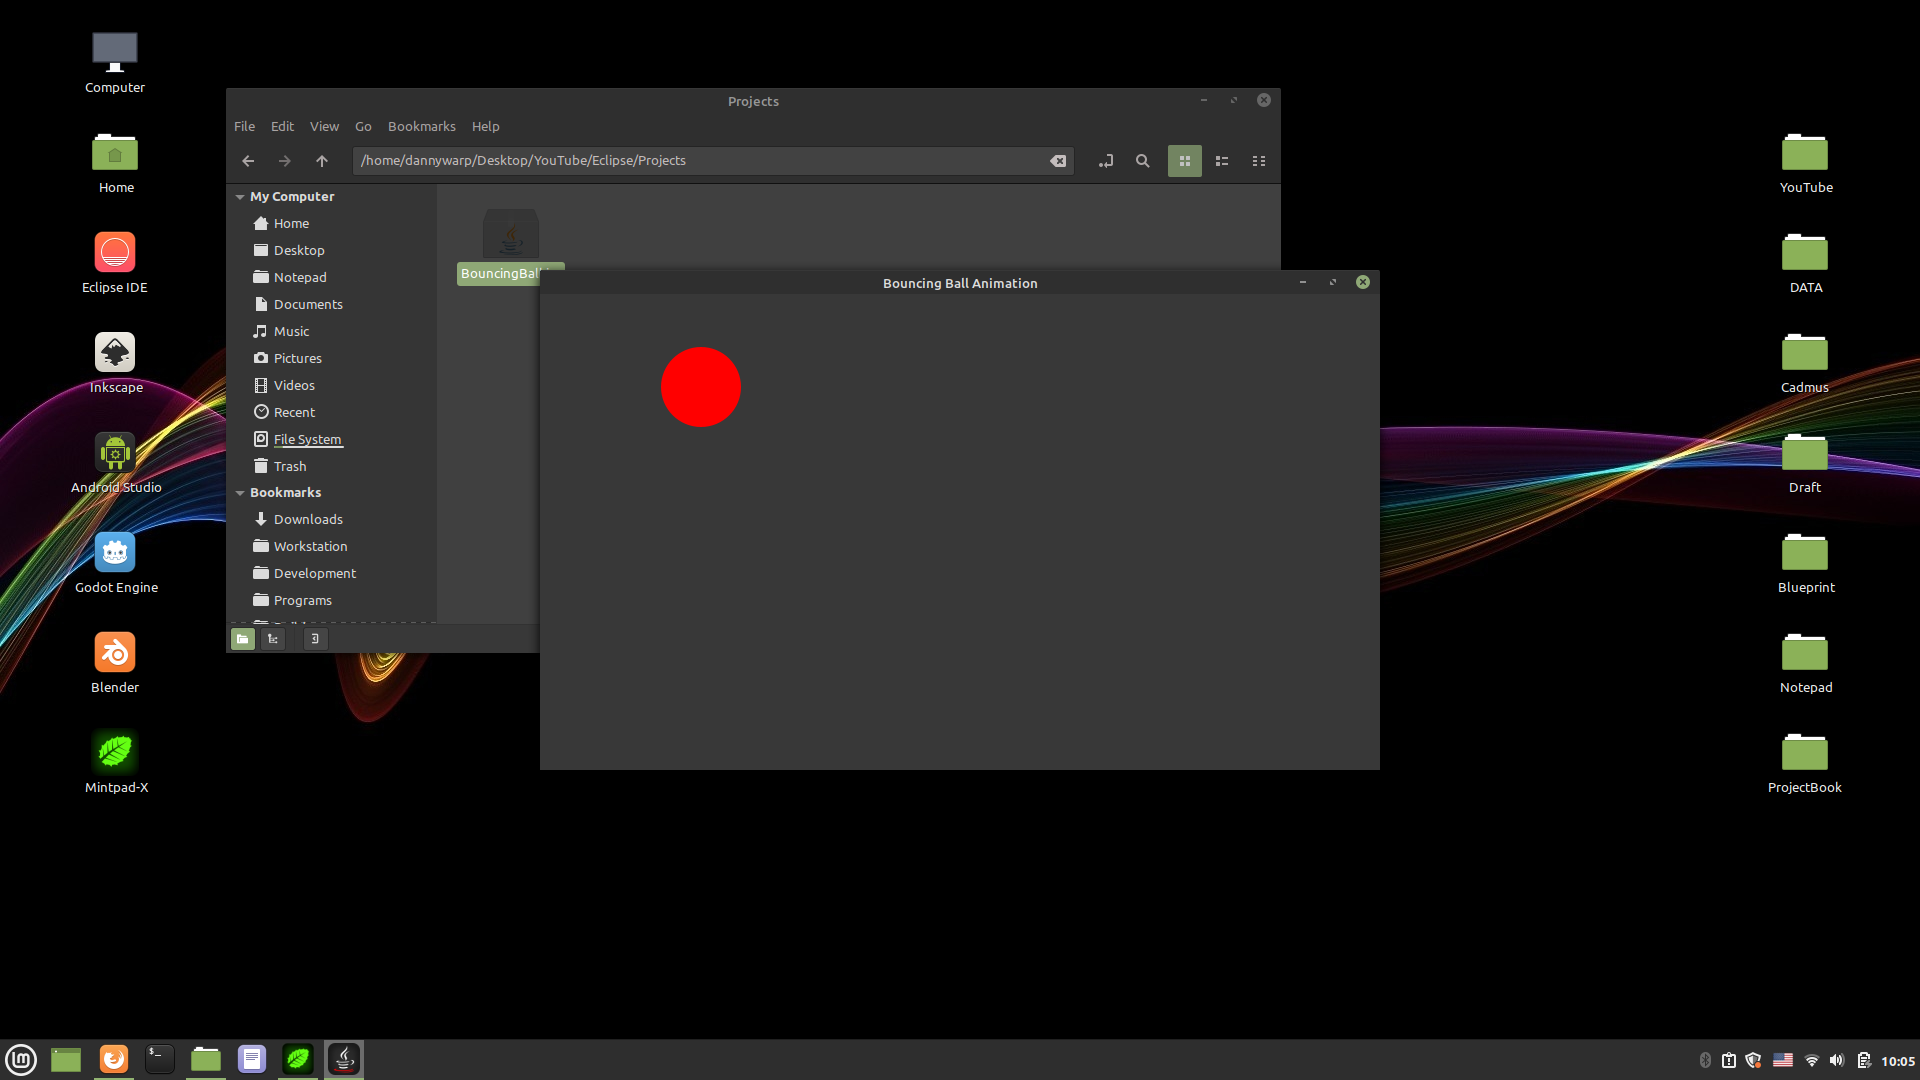 Computer
Home
Eclipse IDE
Inkscape
Android Studio
Godot Engine
Blender
Mintpad-X
Projects
File Edit View Go Bookmarks Help
/home/dannywarp/Desktop/YouTube/Eclipse/Projects
My Computer
Home
Desktop
Notepad
Documents
Music
Pictures
Videos
Recent
File System
Trash
Bookmarks
Downloads
Workstation
Development
Programs
Bouncing Ball Animation
YouTube
DATA
Cadmus
Draft
Blueprint
Notepad
ProjectBook
10:05